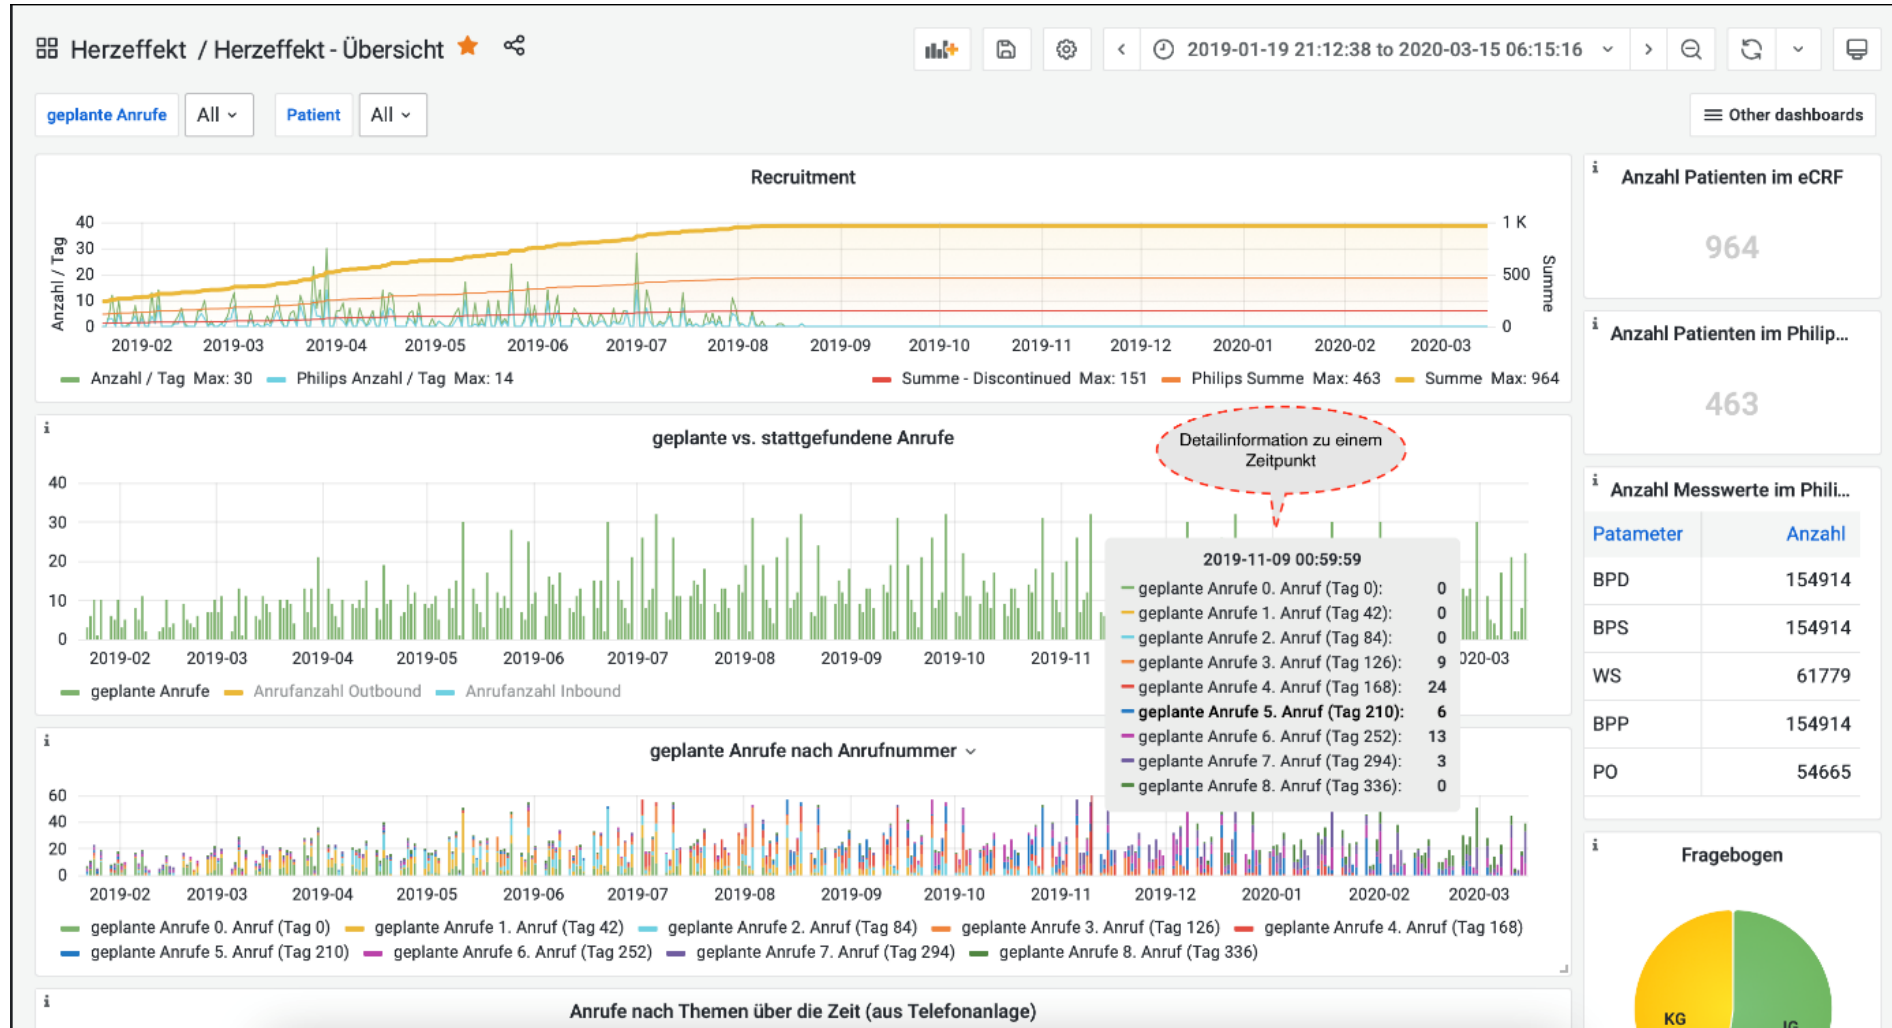 Herzeffekt / Herzeffekt - Übersicht
2019-01-19 21:12:38 to 2020-03-15 06:15:16
geplante Anrufe All Patient All
Other dashboards
Recruitment
Anzahl / Tag
40
30
20
10
0
1 K
500
0
Summe
2019-02 2019-03 2019-04 2019-05 2019-06 2019-07 2019-08 2019-09 2019-10 2019-11 2019-12 2020-01 2020-02 2020-03
Anzahl / Tag Max: 30 Philips Anzahl / Tag Max: 14 Summe - Discontinued Max: 151 Philips Summe Max: 463 Summe Max: 964
geplante vs. stattgefundene Anrufe
Detailinformation zu einem
Zeitpunkt
40
30
20
10
0
2019-02 2019-03 2019-04 2019-05 2019-06 2019-07 2019-08 2019-09 2019-10 2019-11 020-03
geplante Anrufe Anrufanzahl Outbound Anrufanzahl Inbound
2019-11-09 00:59:59
geplante Anrufe 0. Anruf (Tag 0): 0
geplante Anrufe 1. Anruf (Tag 42): 0
geplante Anrufe 2. Anruf (Tag 84): 0
geplante Anrufe 3. Anruf (Tag 126): 9
geplante Anrufe 4. Anruf (Tag 168): 24
geplante Anrufe 5. Anruf (Tag 210): 6
geplante Anrufe 6. Anruf (Tag 252): 13
geplante Anrufe 7. Anruf (Tag 294): 3
geplante Anrufe 8. Anruf (Tag 336): 0
geplante Anrufe nach Anrufnummer
60
40
20
0
2019-02 2019-03 2019-04 2019-05 2019-06 2019-07 2019-08 2019-09 2019-10 2019-11 2019-12 2020-01 2020-02 2020-03
geplante Anrufe 0. Anruf (Tag 0) geplante Anrufe 1. Anruf (Tag 42) geplante Anrufe 2. Anruf (Tag 84) geplante Anrufe 3. Anruf (Tag 126) geplante Anrufe 4. Anruf (Tag 168)
geplante Anrufe 5. Anruf (Tag 210) geplante Anrufe 6. Anruf (Tag 252) geplante Anrufe 7. Anruf (Tag 294) geplante Anrufe 8. Anruf (Tag 336)
Anrufe nach Themen über die Zeit (aus Telefonanlage)
Anzahl Patienten im eCRF
964
Anzahl Patienten im Philip...
463
Anzahl Messwerte im Phili...
Patameter Anzahl
BPD 154914
BPS 154914
WS 61779
BPP 154914
PO 54665
Fragebogen
KG
IG